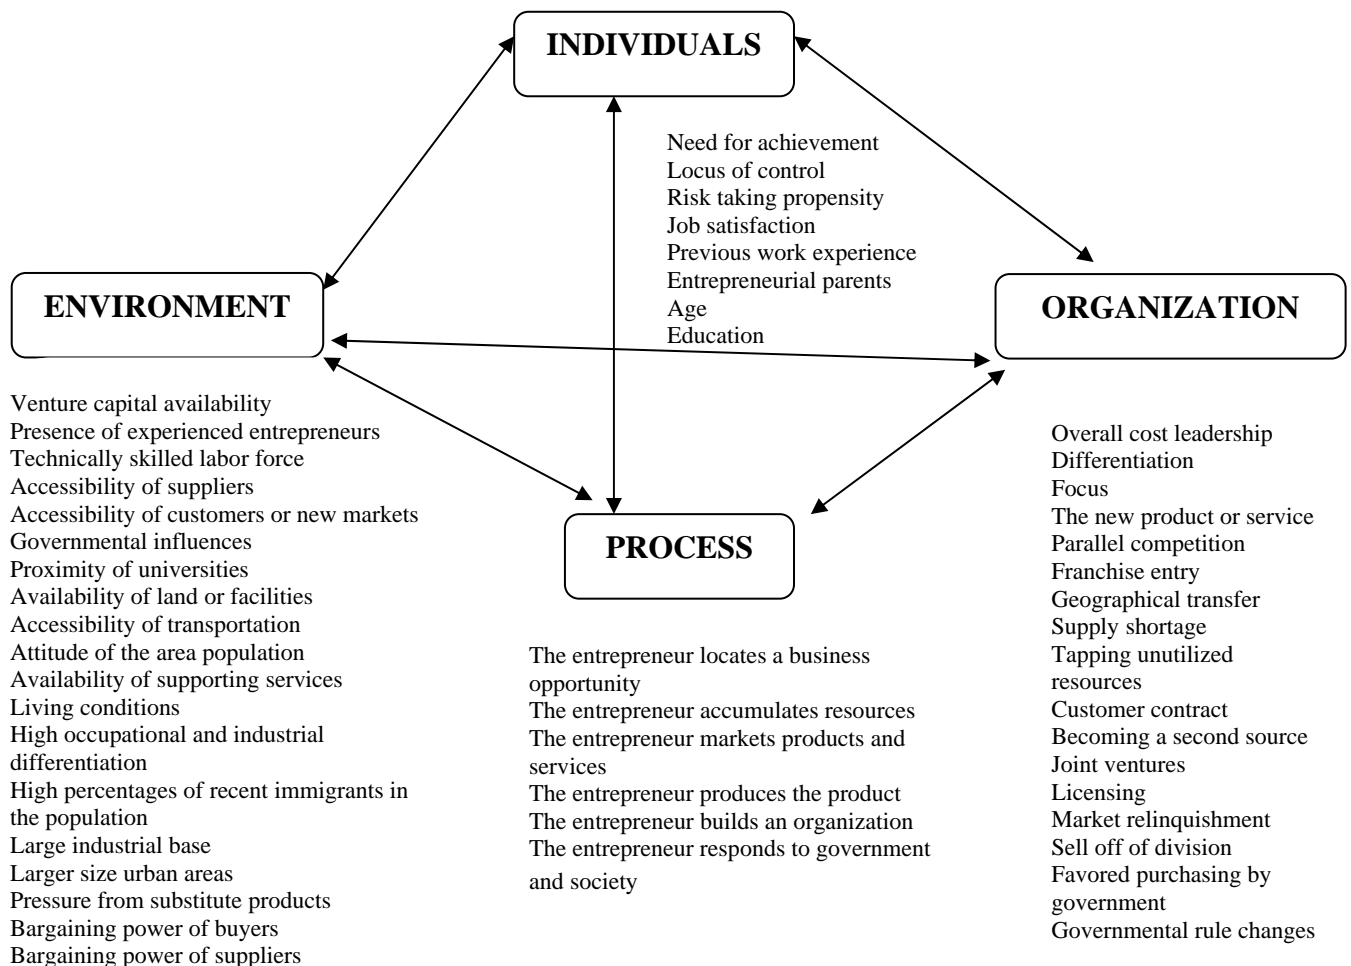 INDIVIDUALS
Need for achievement
Locus of control
Risk taking propensity
Job satisfaction
Previous work experience
Entrepreneurial parents
Age
Education
ENVIRONMENT
Venture capital availability
Presence of experienced entrepreneurs
Technically skilled labor force
Accessibility of suppliers
Accessibility of customers or new markets
Governmental influences
Proximity of universities
Availability of land or facilities
Accessibility of transportation
Attitude of the area population
Availability of supporting services
Living conditions
High occupational and industrial
differentiation
High percentages of recent immigrants in
the population
Large industrial base
Larger size urban areas
Pressure from substitute products
Bargaining power of buyers
Bargaining power of suppliers
PROCESS
The entrepreneur locates a business
opportunity
The entrepreneur accumulates resources
The entrepreneur markets products and
services
The entrepreneur produces the product
The entrepreneur builds an organization
The entrepreneur responds to government
and society
ORGANIZATION
Overall cost leadership
Differentiation
Focus
The new product or service
Parallel competition
Franchise entry
Geographical transfer
Supply shortage
Tapping unutilized
resources
Customer contract
Becoming a second source
Joint ventures
Licensing
Market relinquishment
Sell off of division
Favored purchasing by
government
Governmental rule changes